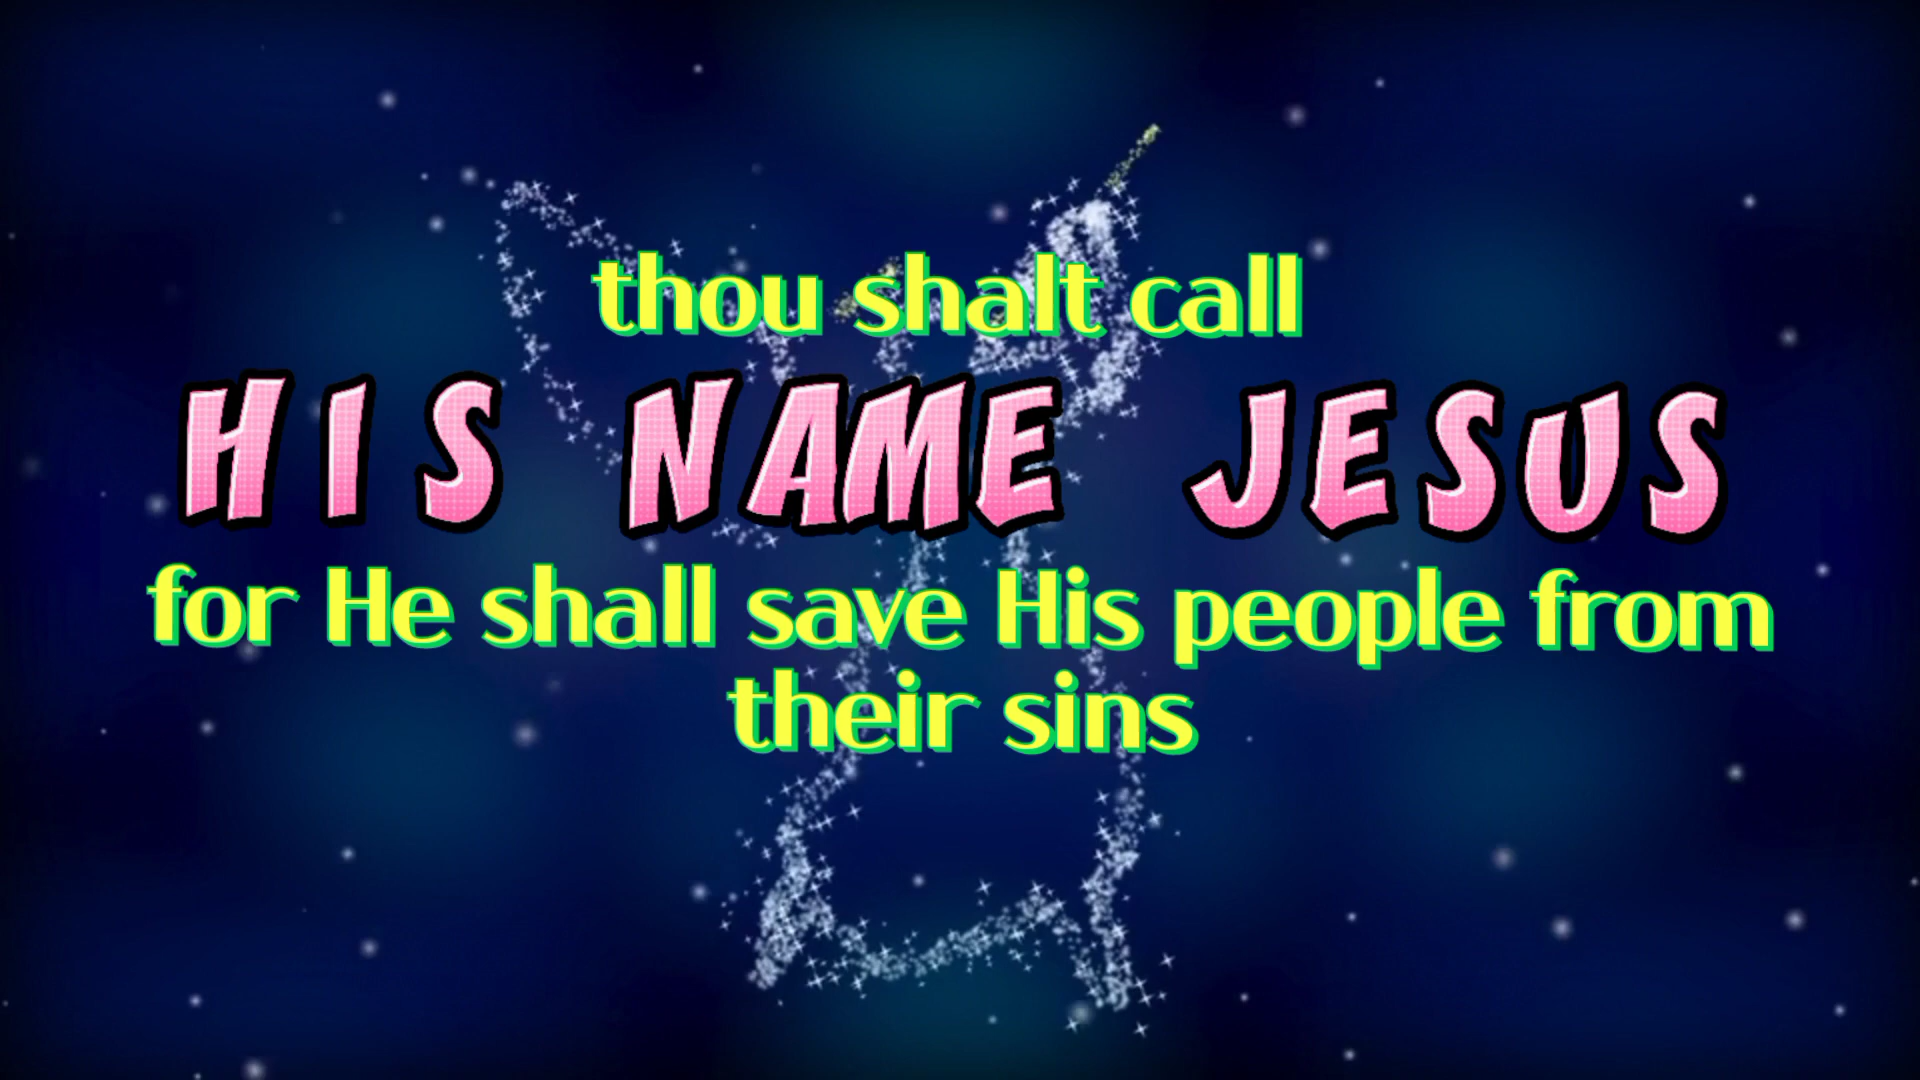 thou shalt call
HIS NAME JESUS
for He shall save His people from
their sins